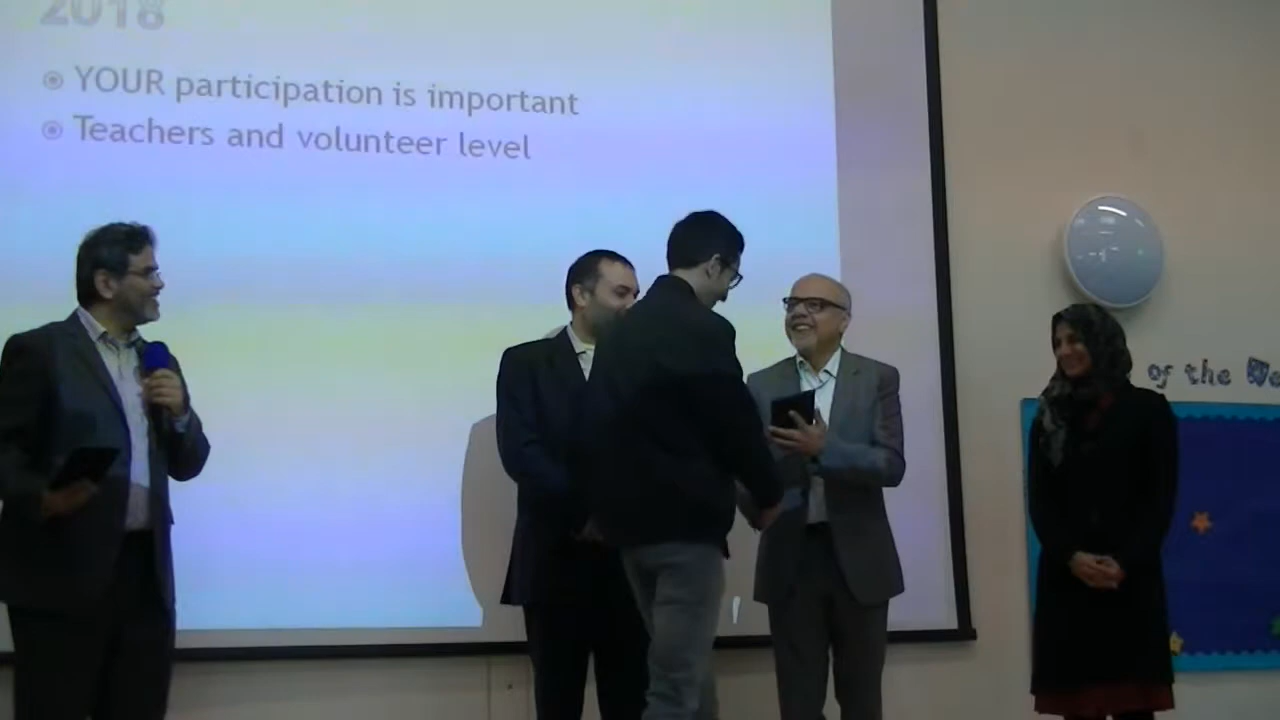 2018
YOUR participation is important
Teachers and volunteer level
of the